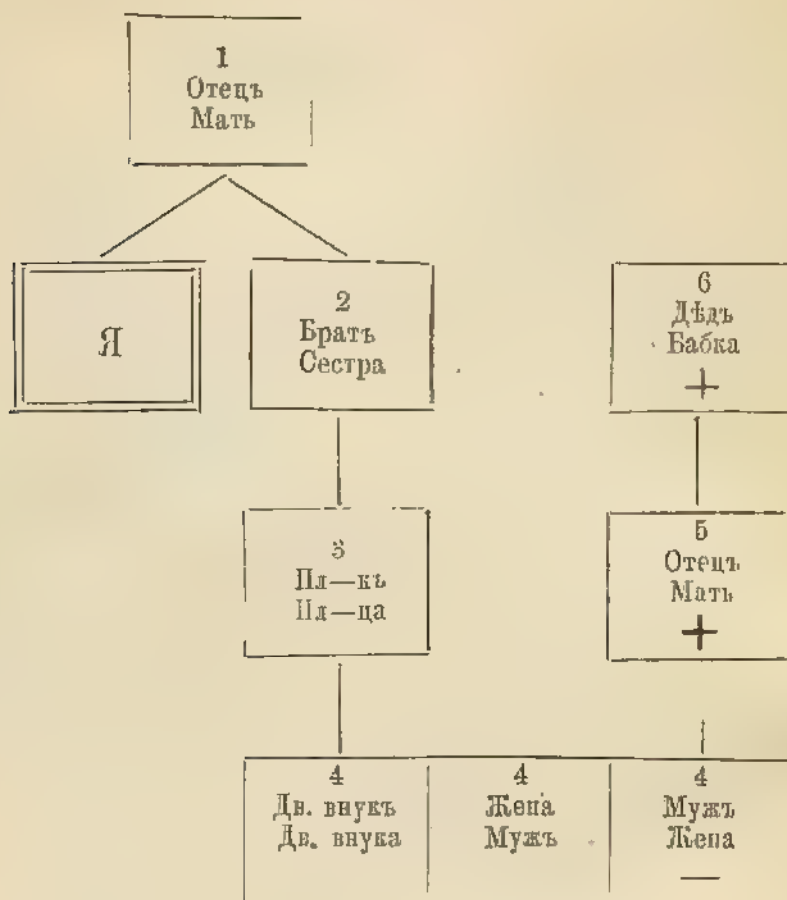 1
Отецъ
Мать
Я
2
Братъ
Сестра
6
Дѣдъ
Бабка
+
3
Пл—къ
Пл—ца
5
Отецъ
Мать
+
4
Дв. внукъ
Дв. внука
4
Жена
Мужъ
4
Мужъ
Жена
—